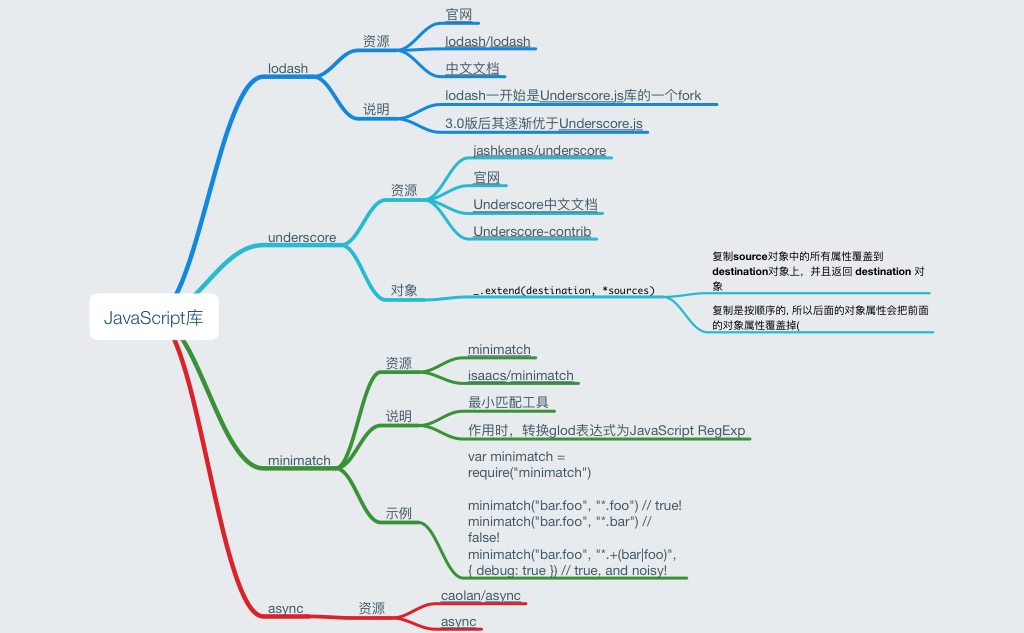 官网
资源
lodash/lodash
lodash
中文文档
lodash一开始是Underscore.js库的一个fork
说明
3.0版后其逐渐优于Underscore.js
jashkenas/underscore
官网
资源
Underscore中文文档
Underscore-contrib
underscore
对象
_.extend(destination, *sources)
复制source对象中的所有属性覆盖到
destination对象上，并且返回 destination 对
象
复制是按顺序的, 所以后面的对象属性会把前面
的对象属性覆盖掉(
JavaScript库
minimatch
资源
isaacs/minimatch
最小匹配工具
说明
作用时，转换glod表达式为JavaScript RegExp
minimatch
var minimatch =
require("minimatch")
示例
minimatch("bar.foo", "*.foo") // true!
minimatch("bar.foo", "*.bar") //
false!
minimatch("bar.foo", "*.+(bar|foo)",
{ debug: true }) // true, and noisy!
caolan/async
async
资源
async